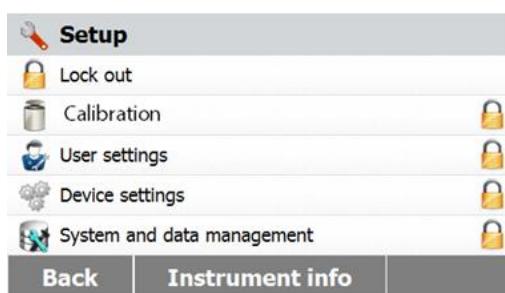 Setup
Lock out
Calibration
User settings
Device settings
System and data management
Back Instrument info